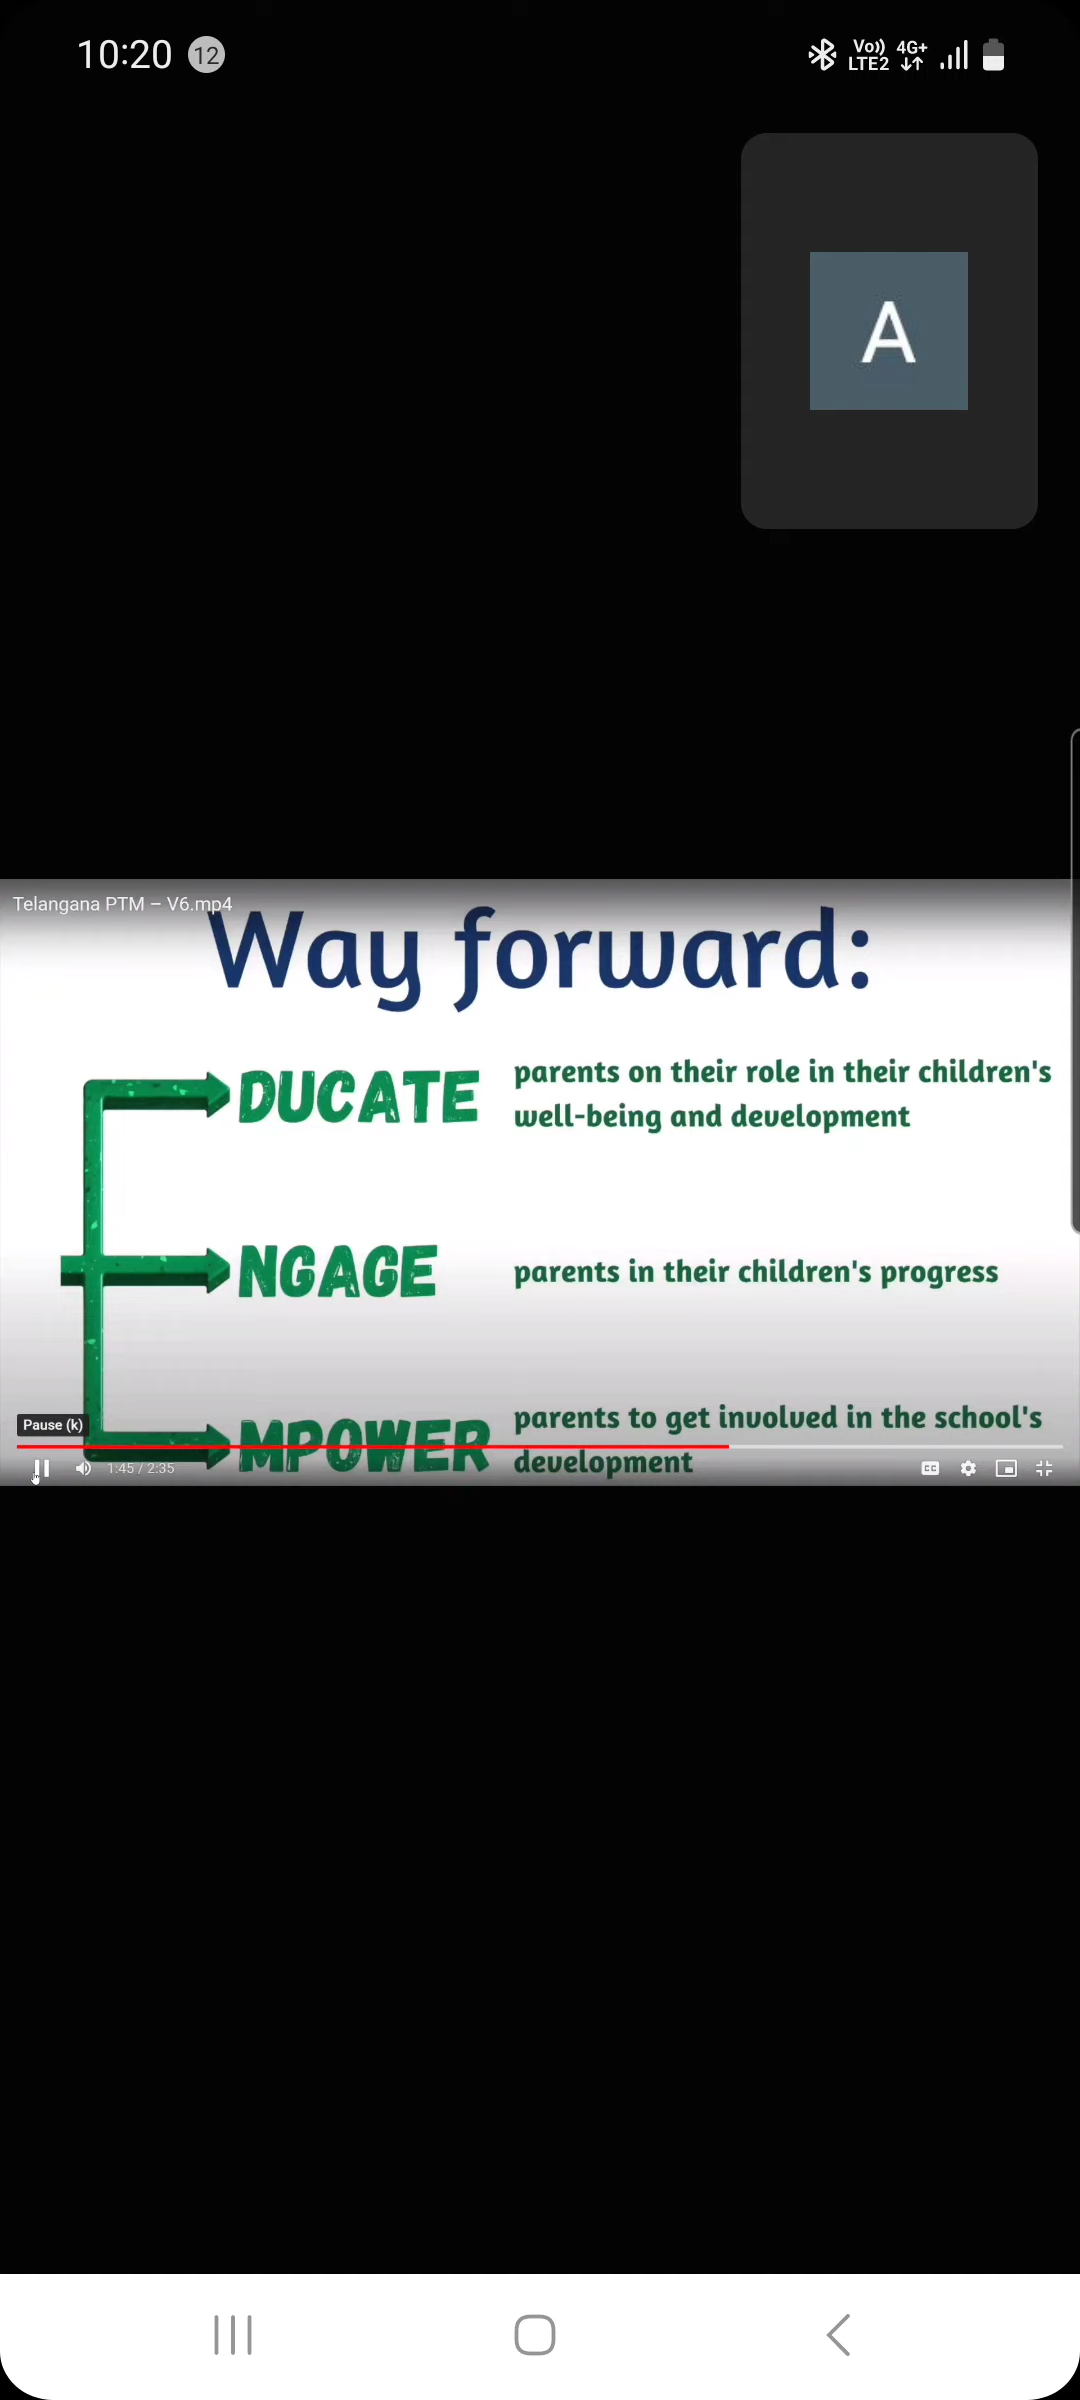 10:20 12
Vo)) 4G+
LTE2
A
Telangana PTM – V6.mp4
Way forward:
DUCATE parents on their role in their children's
well-being and development
NGAGE parents in their children's progress
Pause (k)
MPOWER parents to get involved in the school's
development
1:45 / 2:35
CC